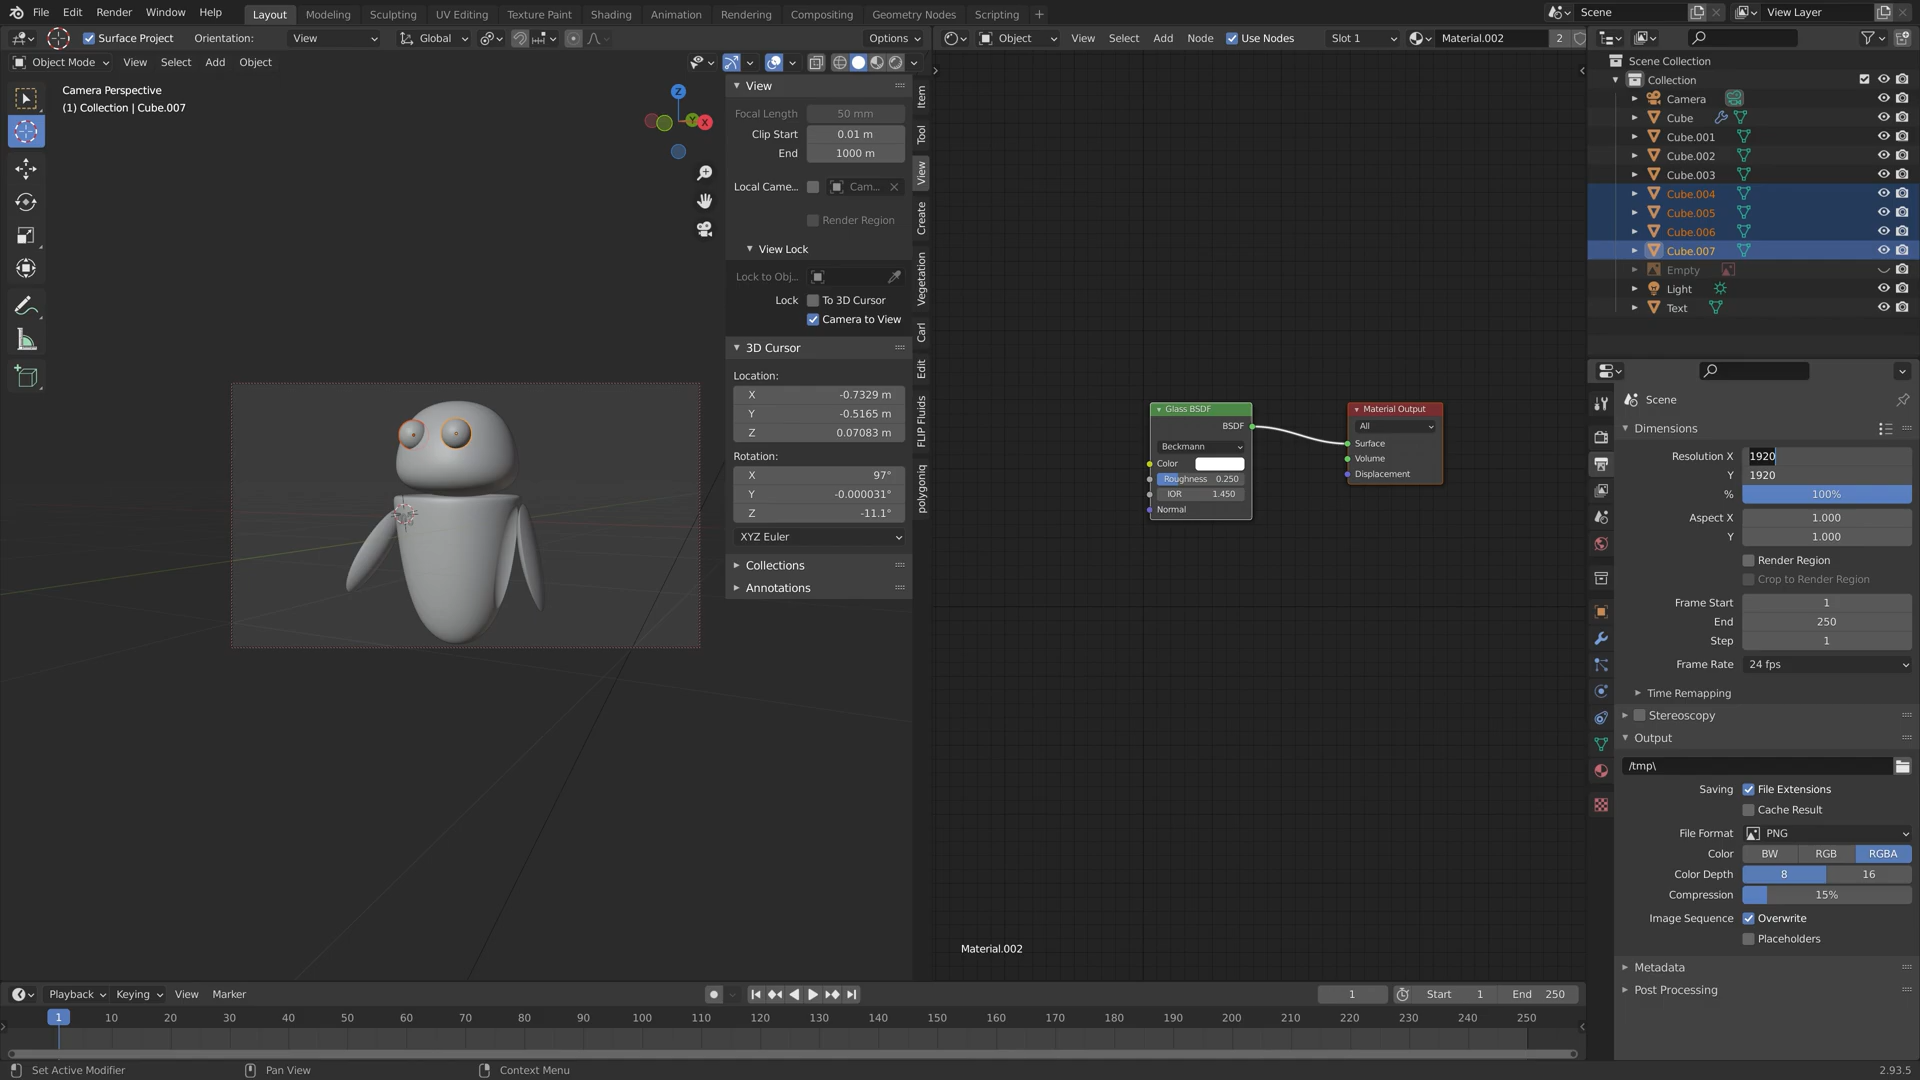 File Edit Render Window Help Layout Modeling Sculpting UV Editing Texture Paint Shading Animation Rendering Compositing Geometry Nodes Scripting + Scene View Layer
Surface Project Orientation: View Global Options Object View Select Add Node Use Nodes Slot 1 Material.002 2
Object Mode View Select Add Object
Camera Perspective
(1) Collection | Cube.007
Z
Y
X
View
Focal Length 50 mm
Clip Start 0.01 m
End 1000 m
Local Came... Cam...
Render Region
View Lock
Lock to Obj...
Lock To 3D Cursor
Camera to View
3D Cursor
Location:
X -0.7329 m
Y -0.5165 m
Z 0.07083 m
Rotation:
X 97°
Y -0.000031°
Z -11.1°
XYZ Euler
Collections
Annotations
Item
Tool
View
Create
Vegetation
Carl
Edit
FLIP Fluids
polygoniq
Glass BSDF
BSDF
Beckmann
Color
Roughness 0.250
IOR 1.450
Normal
Material Output
All
Surface
Volume
Displacement
Material.002
Scene Collection
Collection
Camera
Cube
Cube.001
Cube.002
Cube.003
Cube.004
Cube.005
Cube.006
Cube.007
Empty
Light
Text
Scene
Dimensions
Resolution X 1920
Y 1920
% 100%
Aspect X 1.000
Y 1.000
Render Region
Crop to Render Region
Frame Start 1
End 250
Step 1
Frame Rate 24 fps
Time Remapping
Stereoscopy
Output
/tmp\
Saving File Extensions
Cache Result
File Format PNG
Color BW RGB RGBA
Color Depth 8 16
Compression 15%
Image Sequence Overwrite
Placeholders
Metadata
Post Processing
Playback Keying View Marker 1 Start 1 End 250
1 10 20 30 40 50 60 70 80 90 100 110 120 130 140 150 160 170 180 190 200 210 220 230 240 250
Set Active Modifier Pan View Context Menu 2.93.5